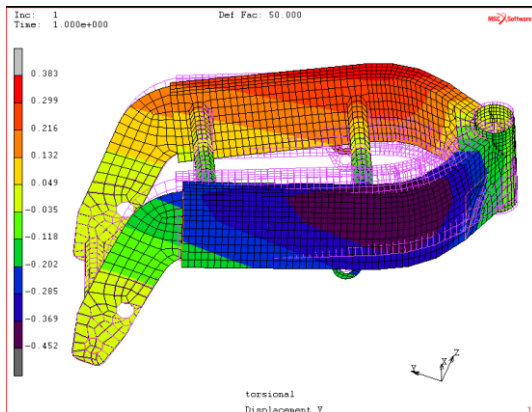 Inc: 1
Time: 1.000e+000
Def Fac: 50.000
MSC Software
0.383
0.299
0.216
0.132
0.049
-0.035
-0.118
-0.202
-0.285
-0.369
-0.452
Z
X
Y
torsional
Displacement Y
1